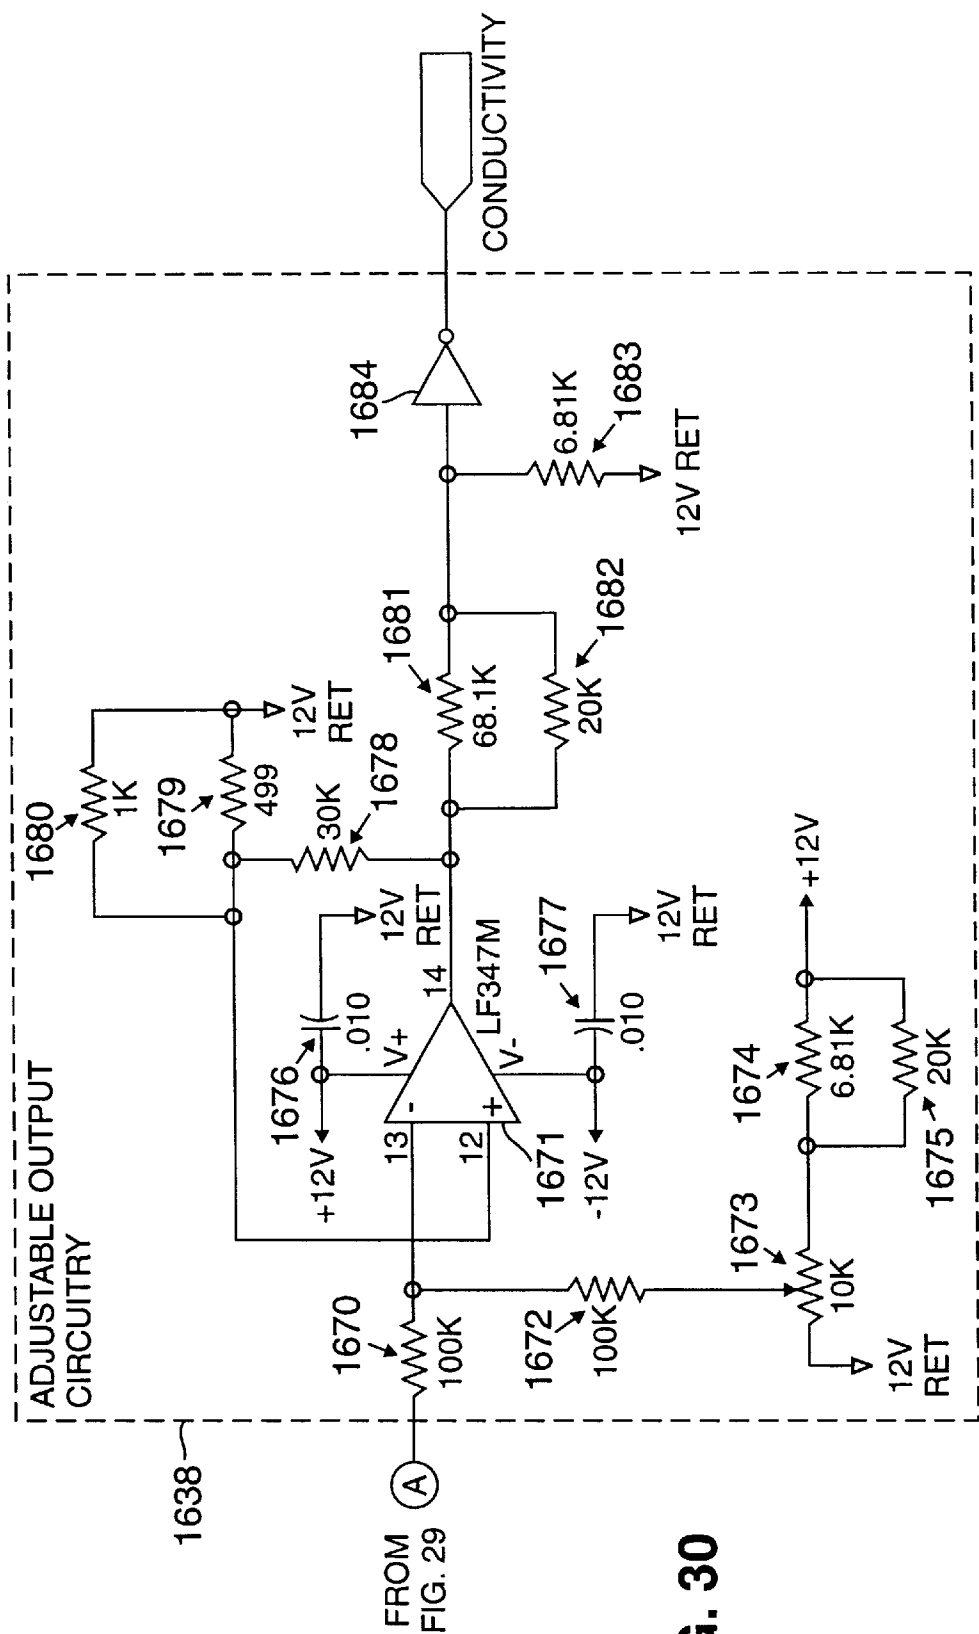 ADJUSTABLE OUTPUT
CIRCUITRY
1638
FROM
FIG. 29
A
1670
100K
1672
100K
1673
10K
12V
RET
1674
6.81K
1675
20K
+12V
13
12
-
+
1671
LF347M
14
V+
V-
+12V
1676
.010
12V
RET
-12V
1677
.010
12V
RET
1678
30K
1679
499
1680
1K
12V
RET
1681
68.1K
1682
20K
1683
6.81K
12V RET
1684
CONDUCTIVITY
G. 30